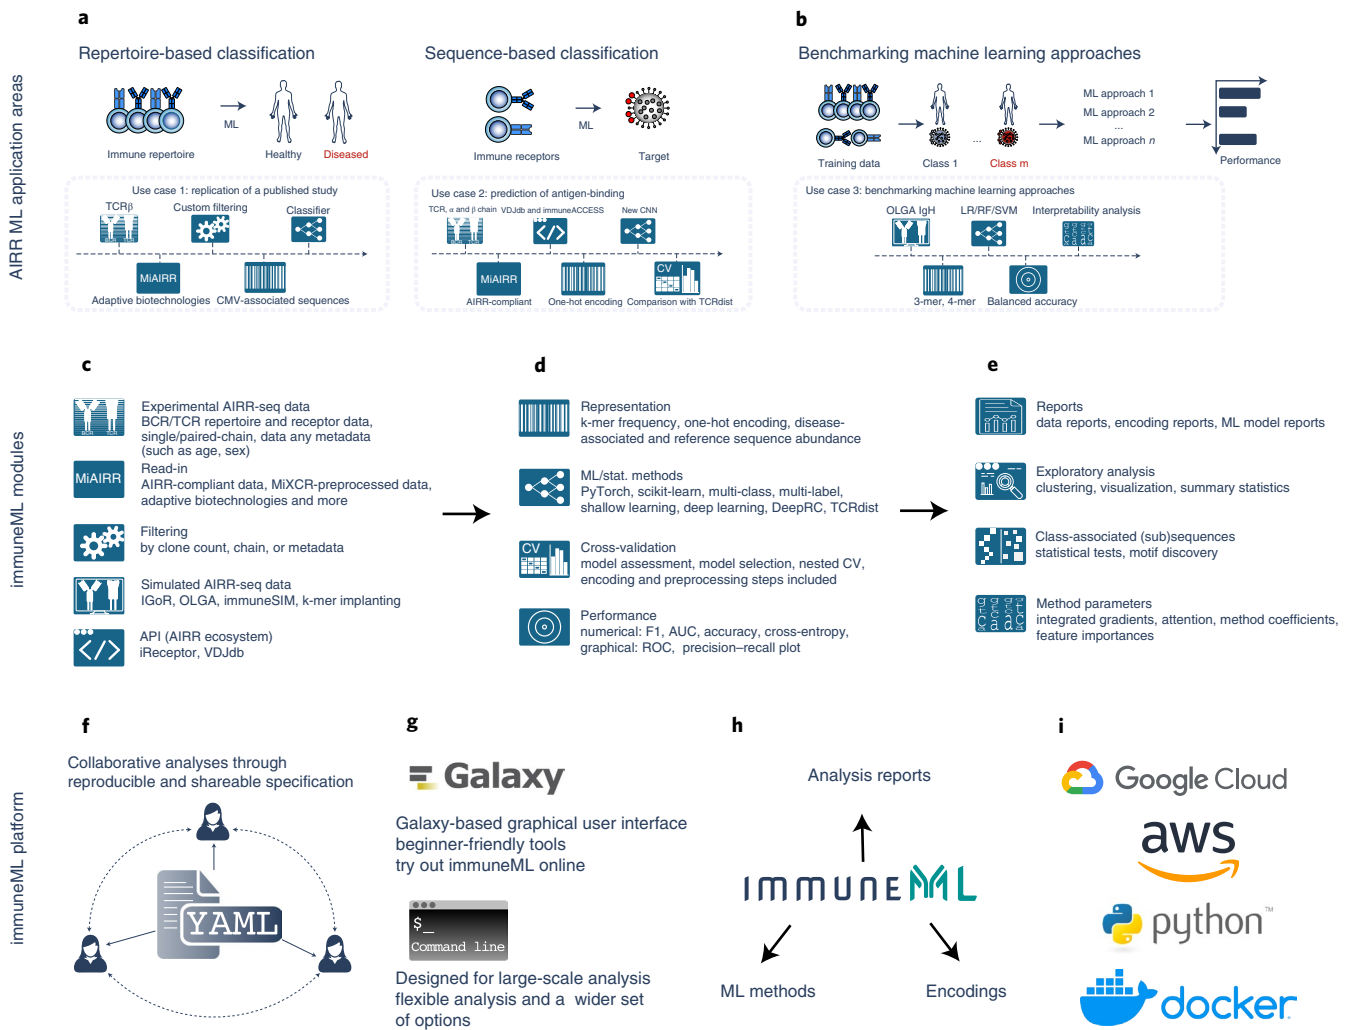 a
b
AIRR ML application areas
Repertoire-based classification
Sequence-based classification
Benchmarking machine learning approaches
ML
Immune repertoire
Healthy
Diseased
ML
Immune receptors
Target
Training data
Class 1
...
Class m
ML approach 1
ML approach 2
...
ML approach n
Performance
Use case 1: replication of a published study
TCRβ
Custom filtering
Classifier
BCR TCR
MiAIRR
Adaptive biotechnologies
CMV-associated sequences
Use case 2: prediction of antigen-binding
TCR, α and β chain
VDJdb and immuneACCESS
New CNN
BCR TCR
MiAIRR
CV
AIRR-compliant
One-hot encoding
Comparison with TCRdist
Use case 3: benchmarking machine learning approaches
OLGA IgH
LR/RF/SVM
Interpretability analysis
3-mer, 4-mer
Balanced accuracy
immuneML modules
c
BCR TCR
Experimental AIRR-seq data
BCR/TCR repertoire and receptor data,
single/paired-chain, data any metadata
(such as age, sex)
MiAIRR
Read-in
AIRR-compliant data, MiXCR-preprocessed data,
adaptive biotechnologies and more
Filtering
by clone count, chain, or metadata
Simulated AIRR-seq data
IGoR, OLGA, immuneSIM, k-mer implanting
</>
API (AIRR ecosystem)
iReceptor, VDJdb
d
Representation
k-mer frequency, one-hot encoding, disease-
associated and reference sequence abundance
ML/stat. methods
PyTorch, scikit-learn, multi-class, multi-label,
shallow learning, deep learning, DeepRC, TCRdist
CV
Cross-validation
model assessment, model selection, nested CV,
encoding and preprocessing steps included
Performance
numerical: F1, AUC, accuracy, cross-entropy,
graphical: ROC, precision–recall plot
e
Reports
data reports, encoding reports, ML model reports
Exploratory analysis
clustering, visualization, summary statistics
Class-associated (sub)sequences
statistical tests, motif discovery
Method parameters
integrated gradients, attention, method coefficients,
feature importances
immuneML platform
f
Collaborative analyses through
reproducible and shareable specification
YAML
g
Galaxy
Galaxy-based graphical user interface
beginner-friendly tools
try out immuneML online
$_
Command line
Designed for large-scale analysis
flexible analysis and a wider set
of options
h
Analysis reports
IMMUNEML
ML methods
Encodings
i
Google Cloud
aws
python™
docker